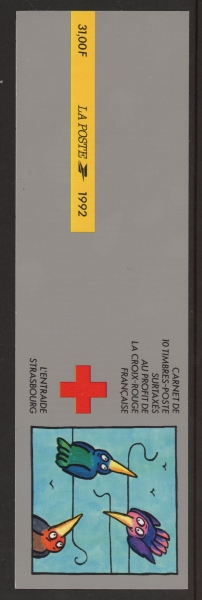 31,00F
LA POSTE 1992
CARNET DE
10 TIMBRES-POSTE
SURTAXÉS
AU PROFIT DE
LA CROIX-ROUGE
FRANÇAISE
L'ENTRAIDE
STRASBOURG